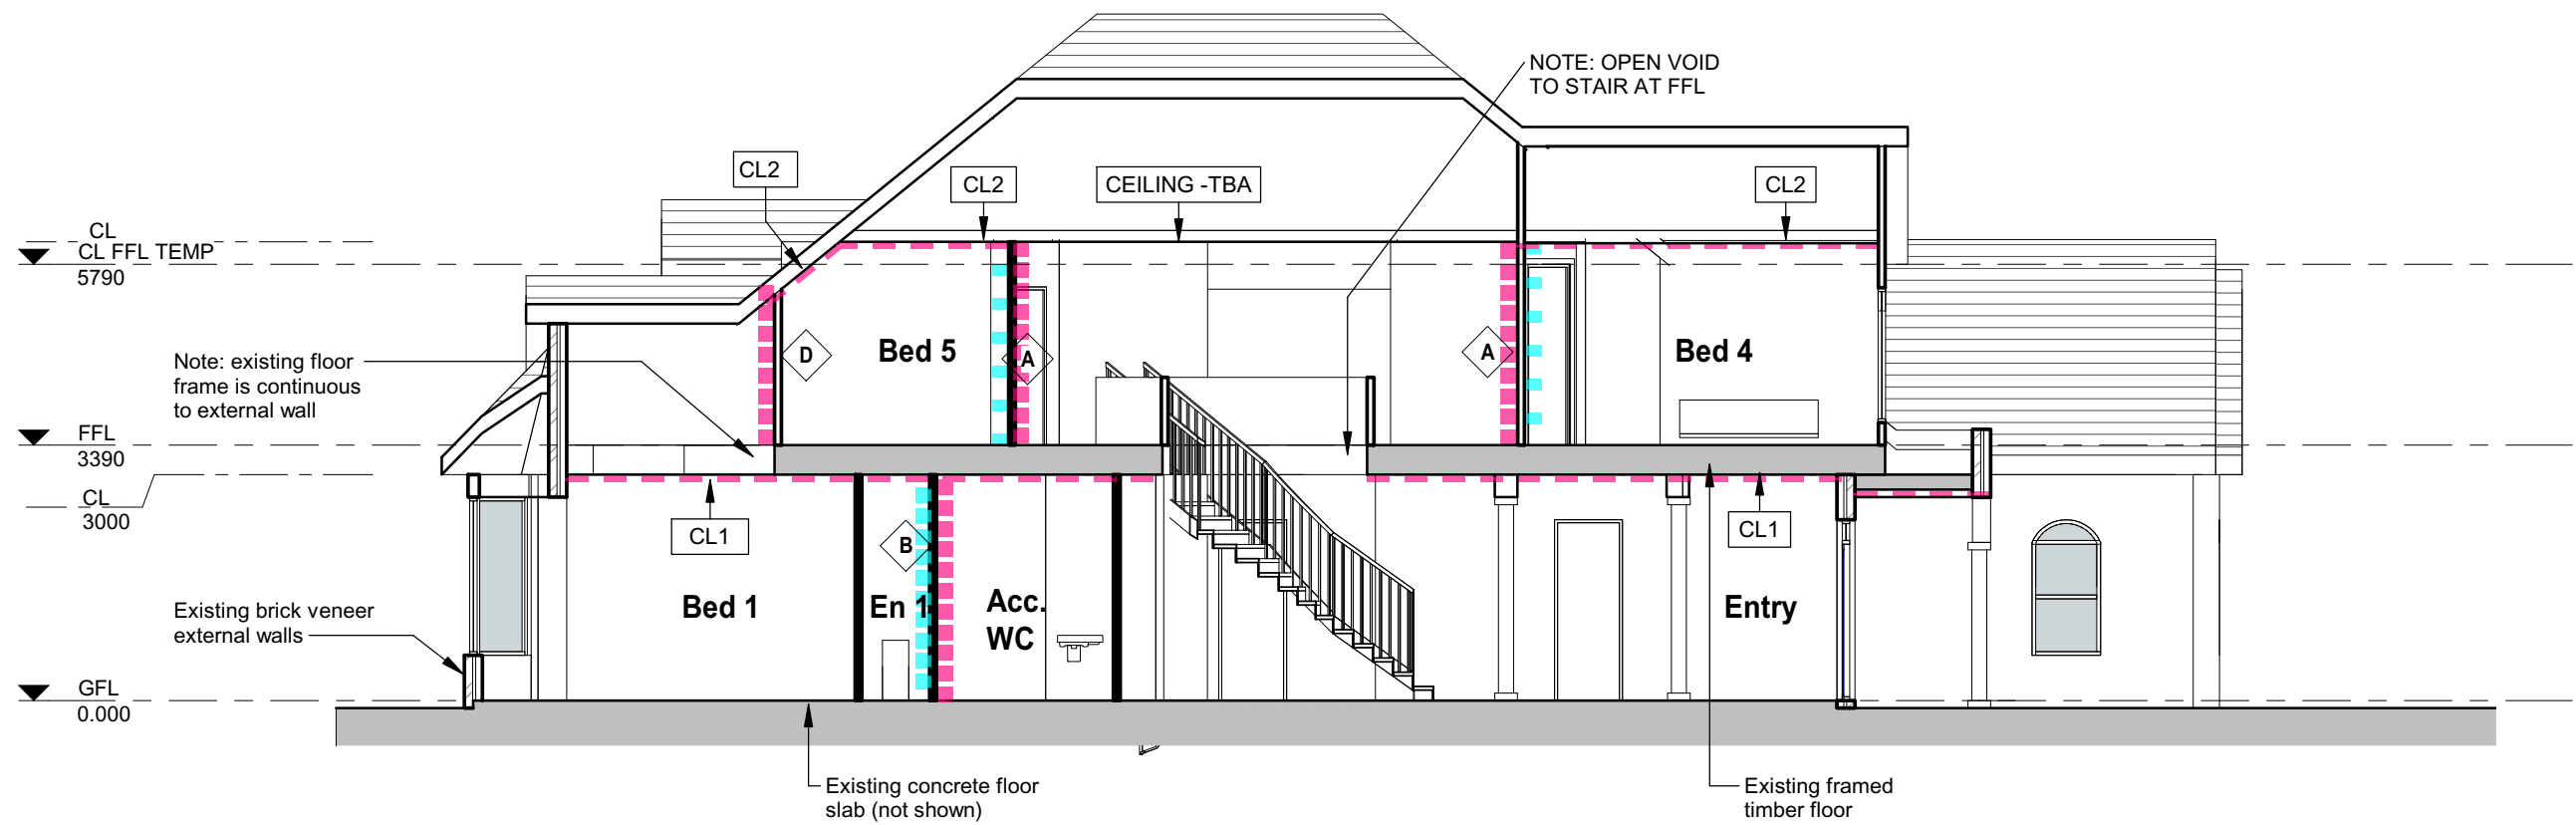 NOTE: OPEN VOID
TO STAIR AT FFL
CL2
CL2
CEILING -TBA
CL2
CL
CL FFL TEMP
5790
Note: existing floor
frame is continuous
to external wall
D
Bed 5
A
A
Bed 4
FFL
3390
CL
3000
CL1
B
CL1
Existing brick veneer
external walls
Bed 1
En 1
Acc.
WC
Entry
GFL
0.000
Existing concrete floor
slab (not shown)
Existing framed
timber floor